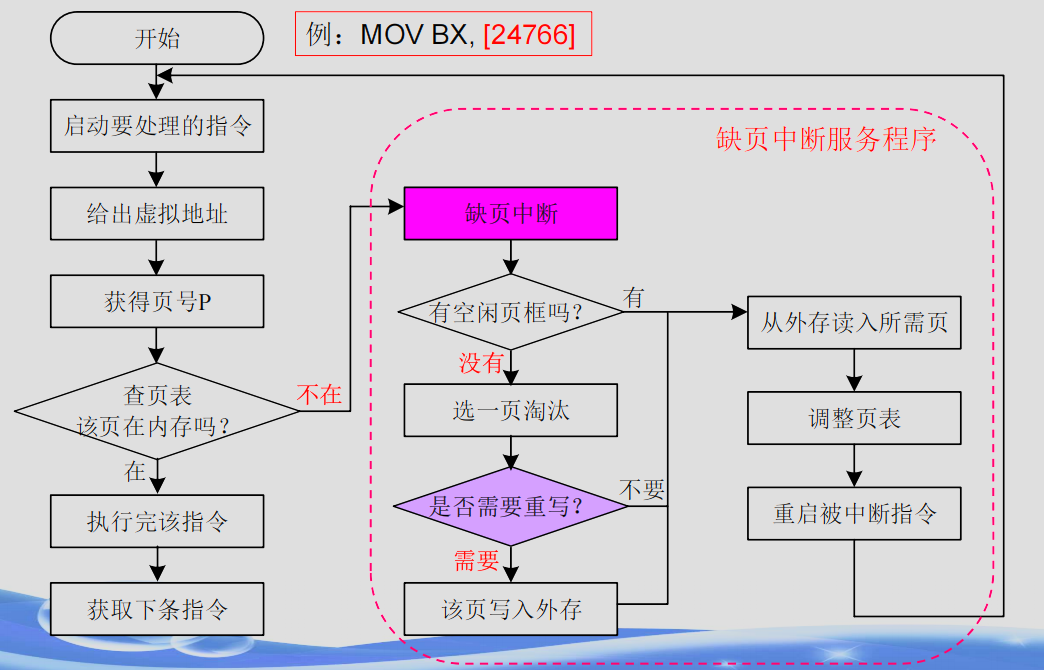 开始
例：MOV BX, [24766]
启动要处理的指令
给出虚拟地址
获得页号P
查页表
该页在内存吗？
不在
在
执行完该指令
获取下条指令
缺页中断服务程序
缺页中断
有空闲页框吗？
有
没有
选一页淘汰
是否需要重写？
不要
需要
该页写入外存
从外存读入所需页
调整页表
重启被中断指令